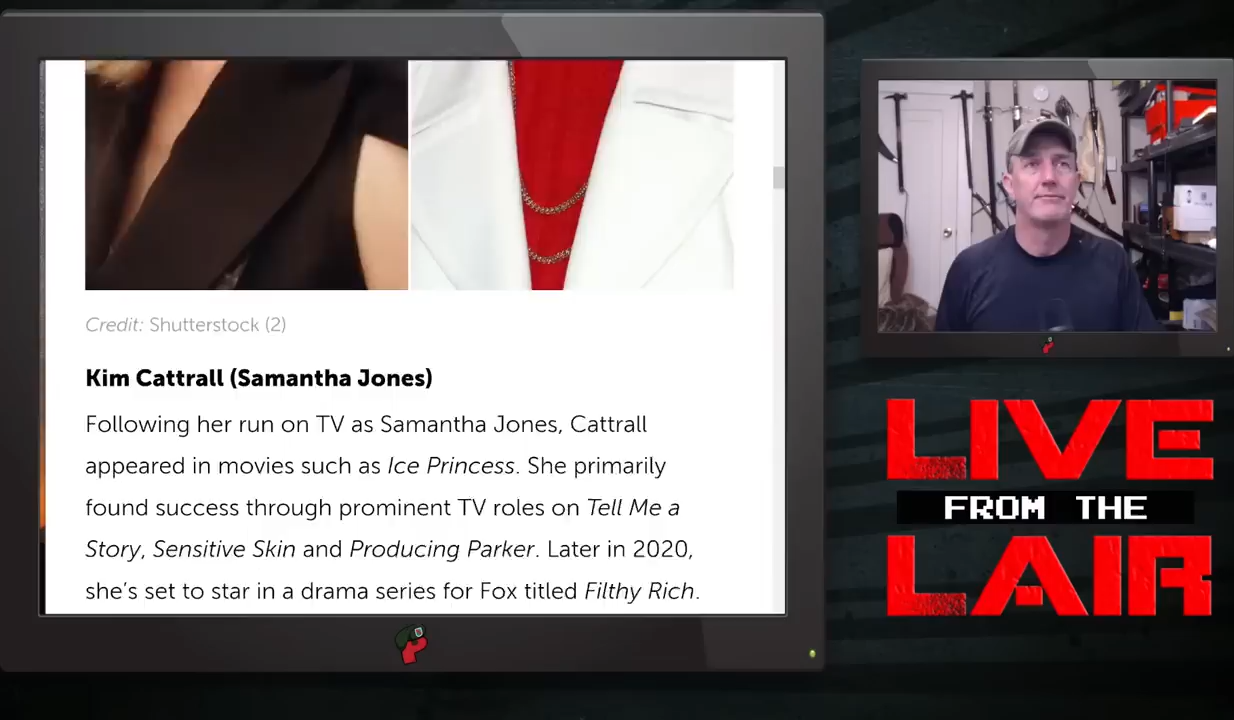 Credit: Shutterstock (2)
Kim Cattrall (Samantha Jones)
Following her run on TV as Samantha Jones, Cattrall
appeared in movies such as Ice Princess. She primarily
found success through prominent TV roles on Tell Me a
Story, Sensitive Skin and Producing Parker. Later in 2020,
she’s set to star in a drama series for Fox titled Filthy Rich.
LIVE
FROM THE
LAIR